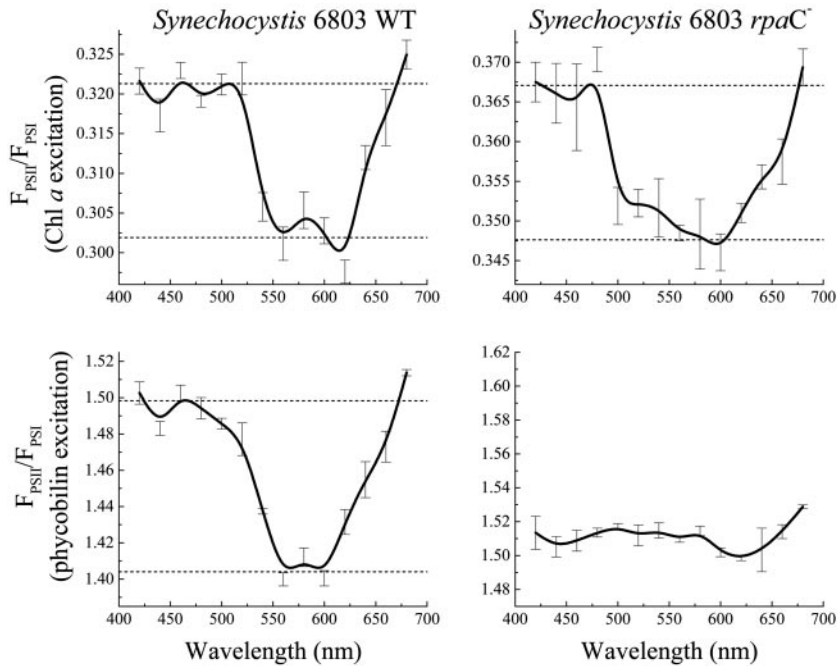 Synechocystis 6803 WT
Synechocystis 6803 rpaC⁻
F_PSII/F_PSI
(Chl a excitation)
0.325
0.320
0.315
0.310
0.305
0.300
400 450 500 550 600 650 700
0.370
0.365
0.360
0.355
0.350
0.345
400 450 500 550 600 650 700
F_PSII/F_PSI
(phycobilin excitation)
1.52
1.50
1.48
1.46
1.44
1.42
1.40
400 450 500 550 600 650 700
Wavelength (nm)
1.62
1.60
1.58
1.56
1.54
1.52
1.50
1.48
400 450 500 550 600 650 700
Wavelength (nm)